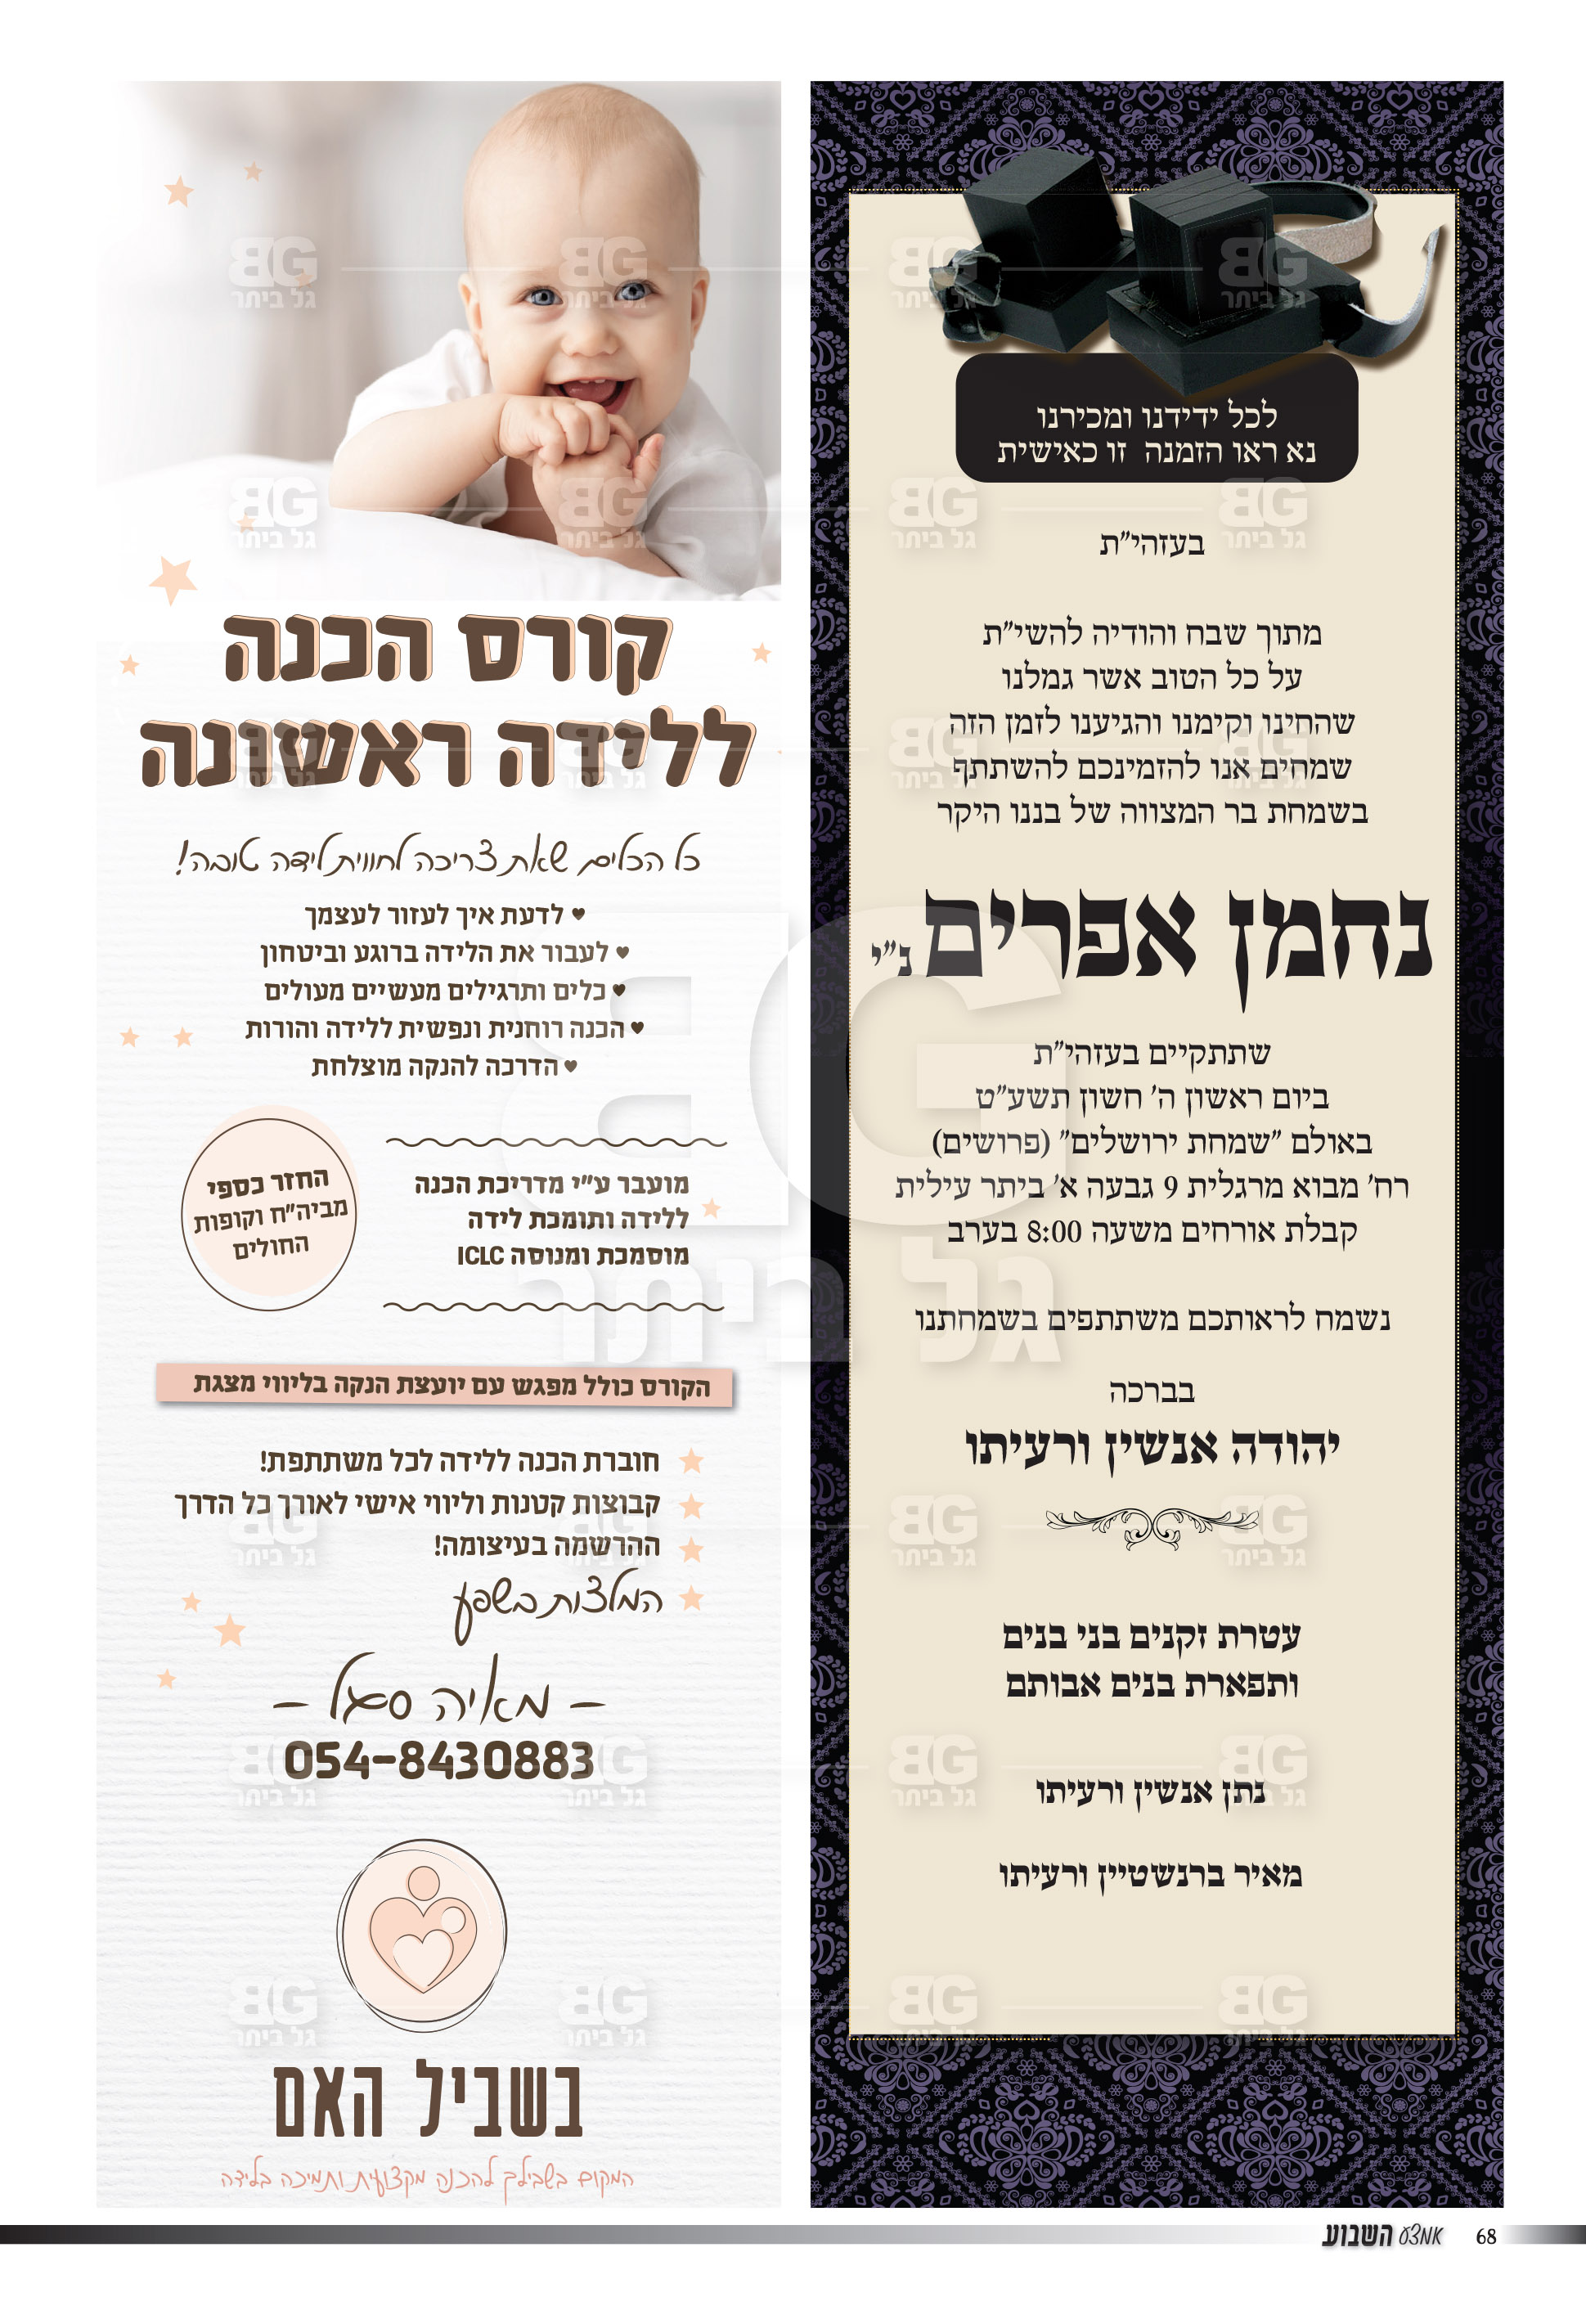 לכל ידידנו ומכירנו
נא ראו הזמנה זו כאישית
בעזהי"ת
מתוך שבח והודיה להשי"ת
על כל הטוב אשר גמלנו
שהחינו וקימנו והגיענו לזמן הזה
שמחים אנו להזמינכם להשתתף
בשמחת בר המצווה של בננו היקר
נחמן אפרים נ"י
שתתקיים בעזהי"ת
ביום ראשון ה' חשון תשע"ט
באולם "שמחת ירושלים" (פרושים)
רח' מבוא מרגלית 9 גבעה א' ביתר עילית
קבלת אורחים משעה 8:00 בערב
נשמח לראותכם משתתפים בשמחתנו
בברכה
יהודה אנשין ורעיתו
עטרת זקנים בני בנים
ותפארת בנים אבותם
נתן אנשין ורעיתו
מאיר ברנשטיין ורעיתו
קורס הכנה
ללידה ראשונה
כל הכלים שאת צריכה לחווית לידה טובה!
לדעת איך לעזור לעצמך
לעבור את הלידה ברוגע וביטחון
כלים ותרגילים מעשיים מעולים
הכנה רוחנית ונפשית ללידה והורות
הדרכה להנקה מוצלחת
מועבר ע"י מדריכת הכנה
ללידה ותומכת לידה
מוסמכת ומנוסה ICLC
החזר כספי
מביה"ח וקופות
החולים
הקורס כולל מפגש עם יועצת הנקה בליווי מצגת
חוברת הכנה ללידה לכל משתתפת!
קבוצות קטנות וליווי אישי לאורך כל הדרך
ההרשמה בעיצומה!
המלצות בשפע
– מאיה סגל –
054-8430883
בשביל האם
המקום בשבילך להכנה מקצועית ותמיכה בלידה
BG
גל ביתר
68 אמצע השבוע